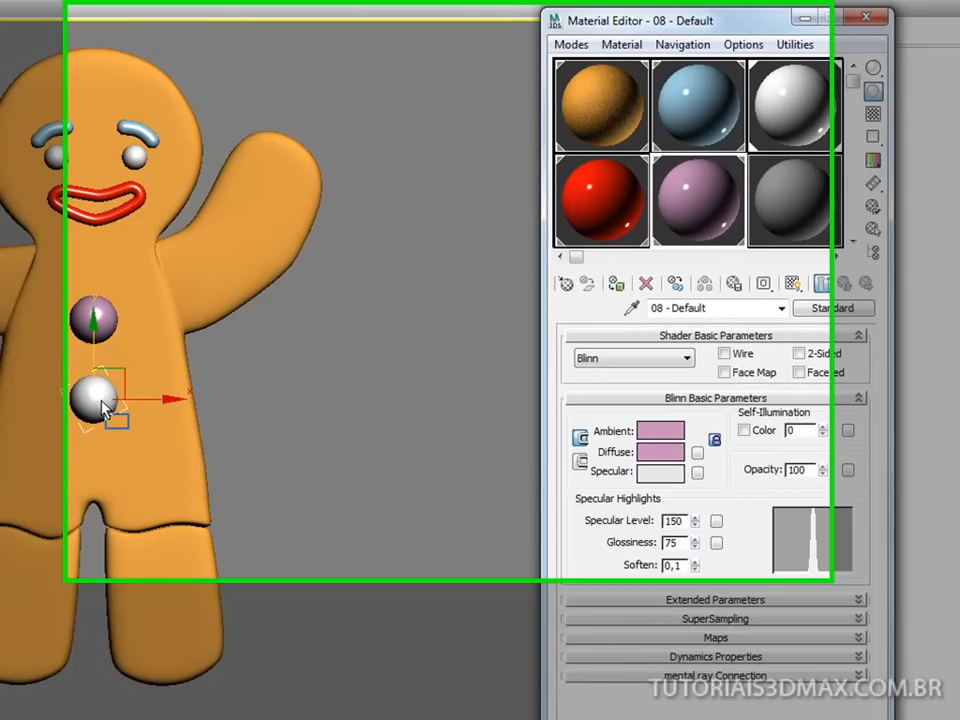 Material Editor - 08 - Default
Modes Material Navigation Options Utilities
08 - Default Standard
Shader Basic Parameters
Blinn Wire 2-Sided
Face Map Faceted
Blinn Basic Parameters
Self-Illumination
Ambient: Color 0
Diffuse:
Specular: Opacity: 100
Specular Highlights
Specular Level: 150
Glossiness: 75
Soften: 0,1
Extended Parameters
SuperSampling
Maps
Dynamics Properties
mental ray Connection
TUTORIAIS3DMAX.COM.BR